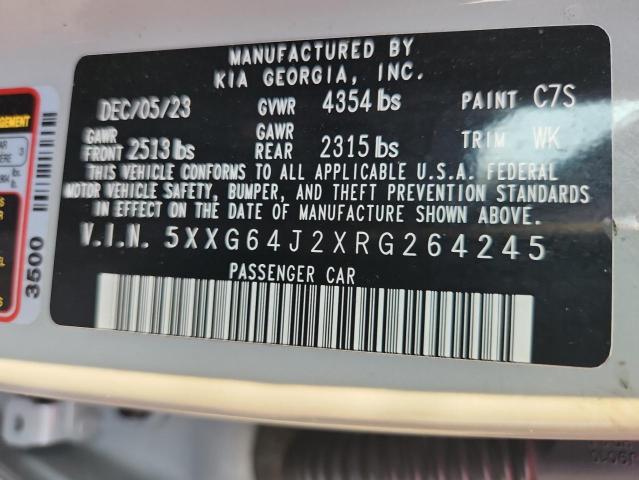 MANUFACTURED BY
KIA GEORGIA, INC.
DEC/05/23 GVWR 4354 lbs PAINT C7S
GAWR FRONT 2513 lbs GAWR REAR 2315 lbs TRIM WK
THIS VEHICLE CONFORMS TO ALL APPLICABLE U.S.A. FEDERAL
MOTOR VEHICLE SAFETY, BUMPER, AND THEFT PREVENTION STANDARDS
IN EFFECT ON THE DATE OF MANUFACTURE SHOWN ABOVE.
V.I.N. 5XXG64J2XRG264245
PASSENGER CAR
3500